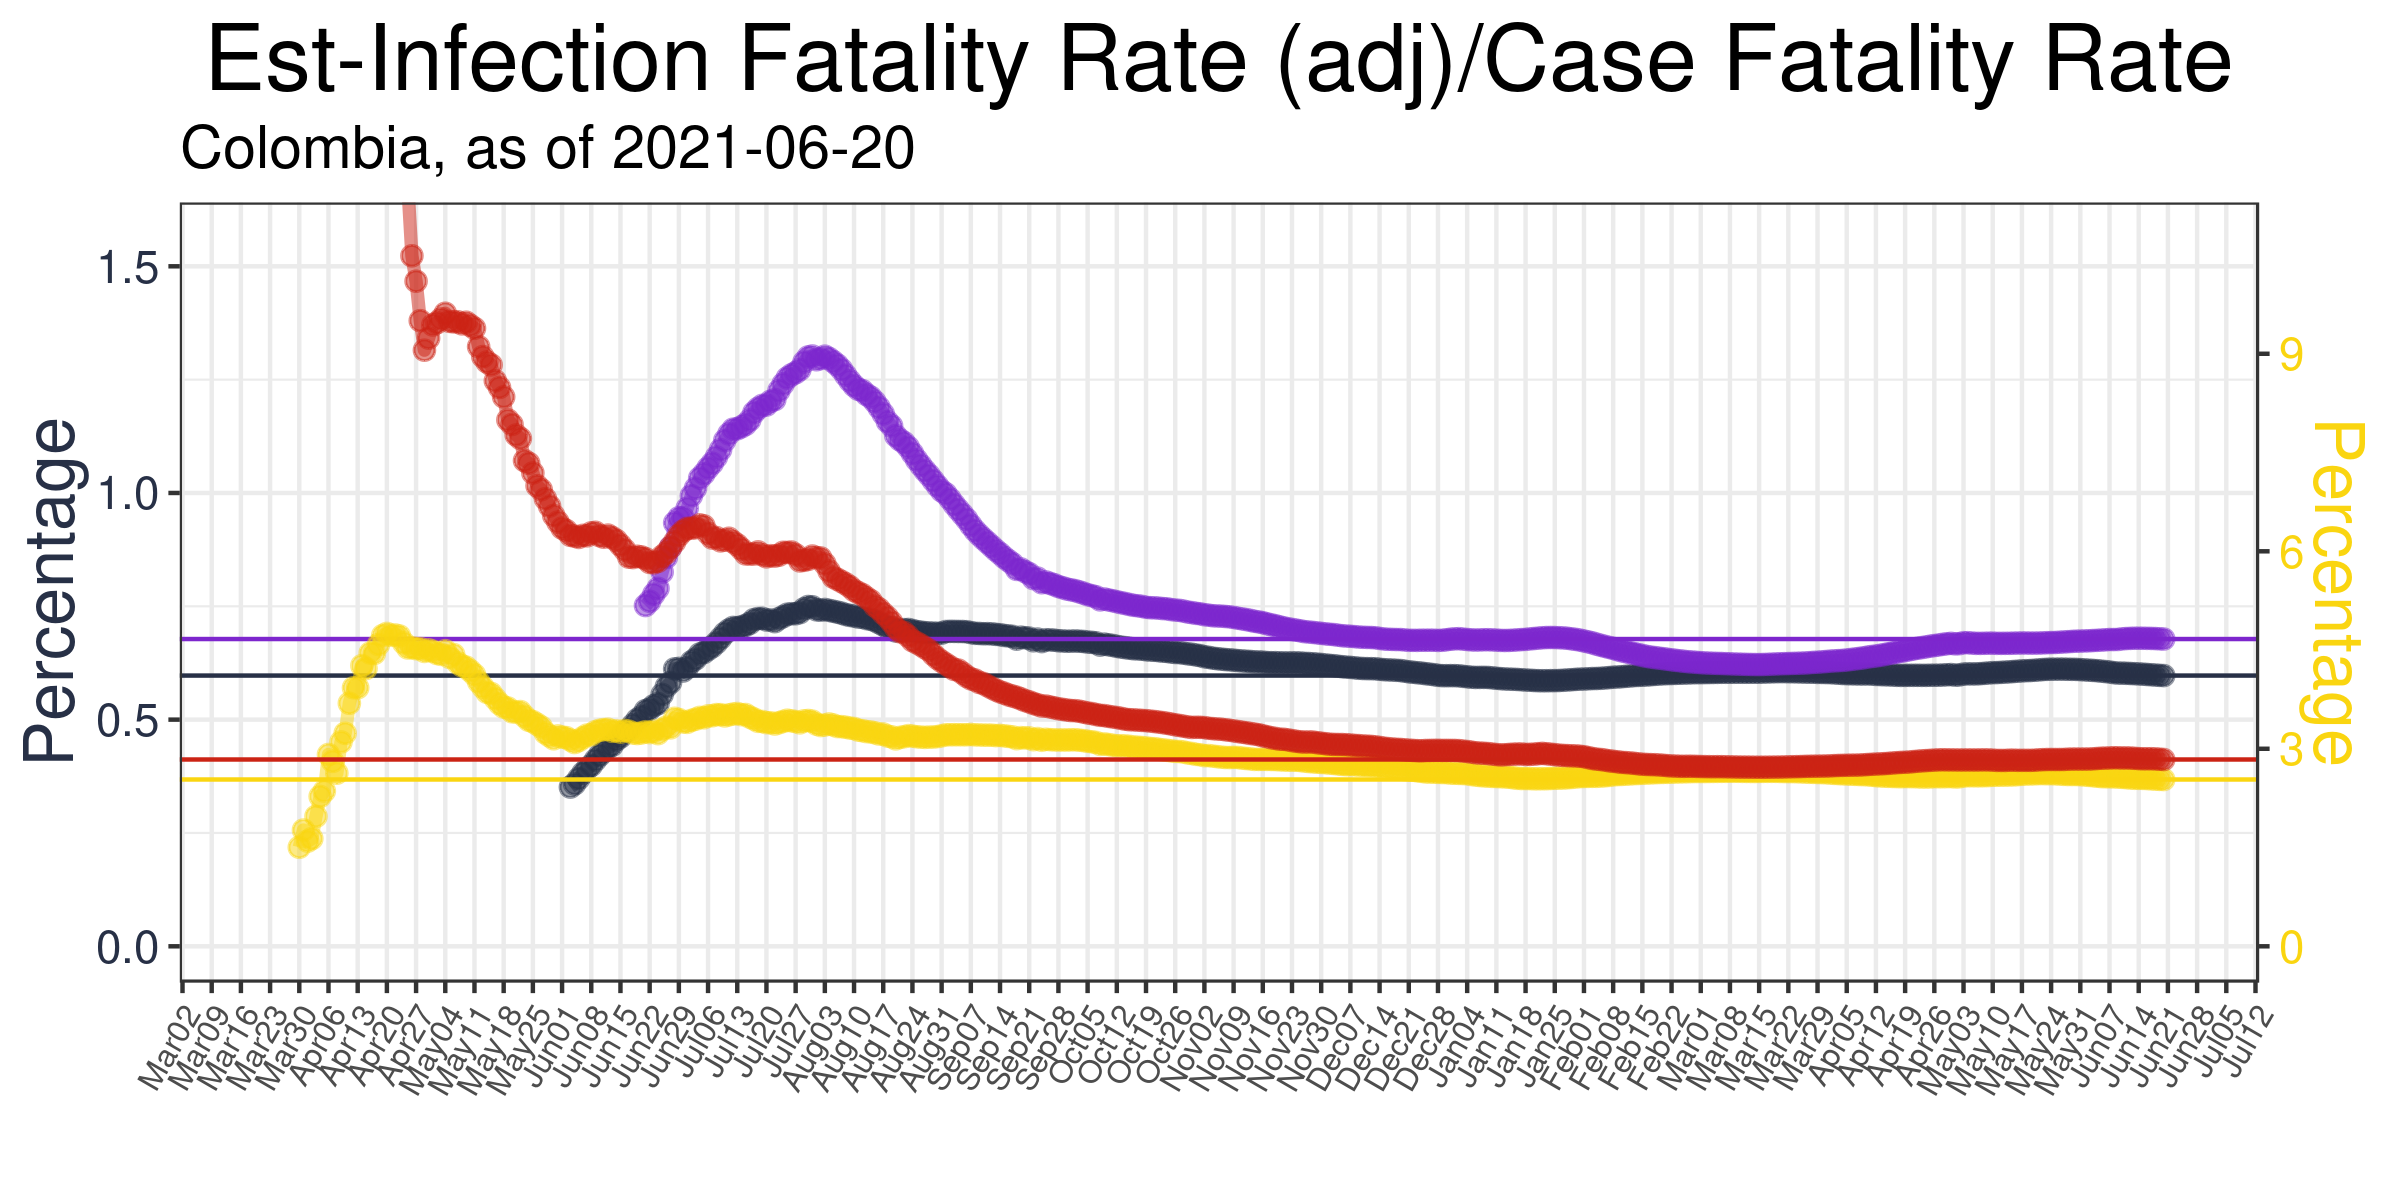 Est-Infection Fatality Rate (adj)/Case Fatality Rate
Colombia, as of 2021-06-20
Percentage
1.5
1.0
0.5
0.0
9
6
3
0
Percentage
Mar02
Mar09
Mar16
Mar23
Mar30
Apr06
Apr13
Apr20
Apr27
May04
May11
May18
May25
Jun01
Jun08
Jun15
Jun22
Jun29
Jul06
Jul13
Jul20
Jul27
Aug03
Aug10
Aug17
Aug24
Aug31
Sep07
Sep14
Sep21
Sep28
Oct05
Oct12
Oct19
Oct26
Nov02
Nov09
Nov16
Nov23
Nov30
Dec07
Dec14
Dec21
Dec28
Jan04
Jan11
Jan18
Jan25
Feb01
Feb08
Feb15
Feb22
Mar01
Mar08
Mar15
Mar22
Mar29
Apr05
Apr12
Apr19
Apr26
May03
May10
May17
May24
May31
Jun07
Jun14
Jun21
Jun28
Jul05
Jul12